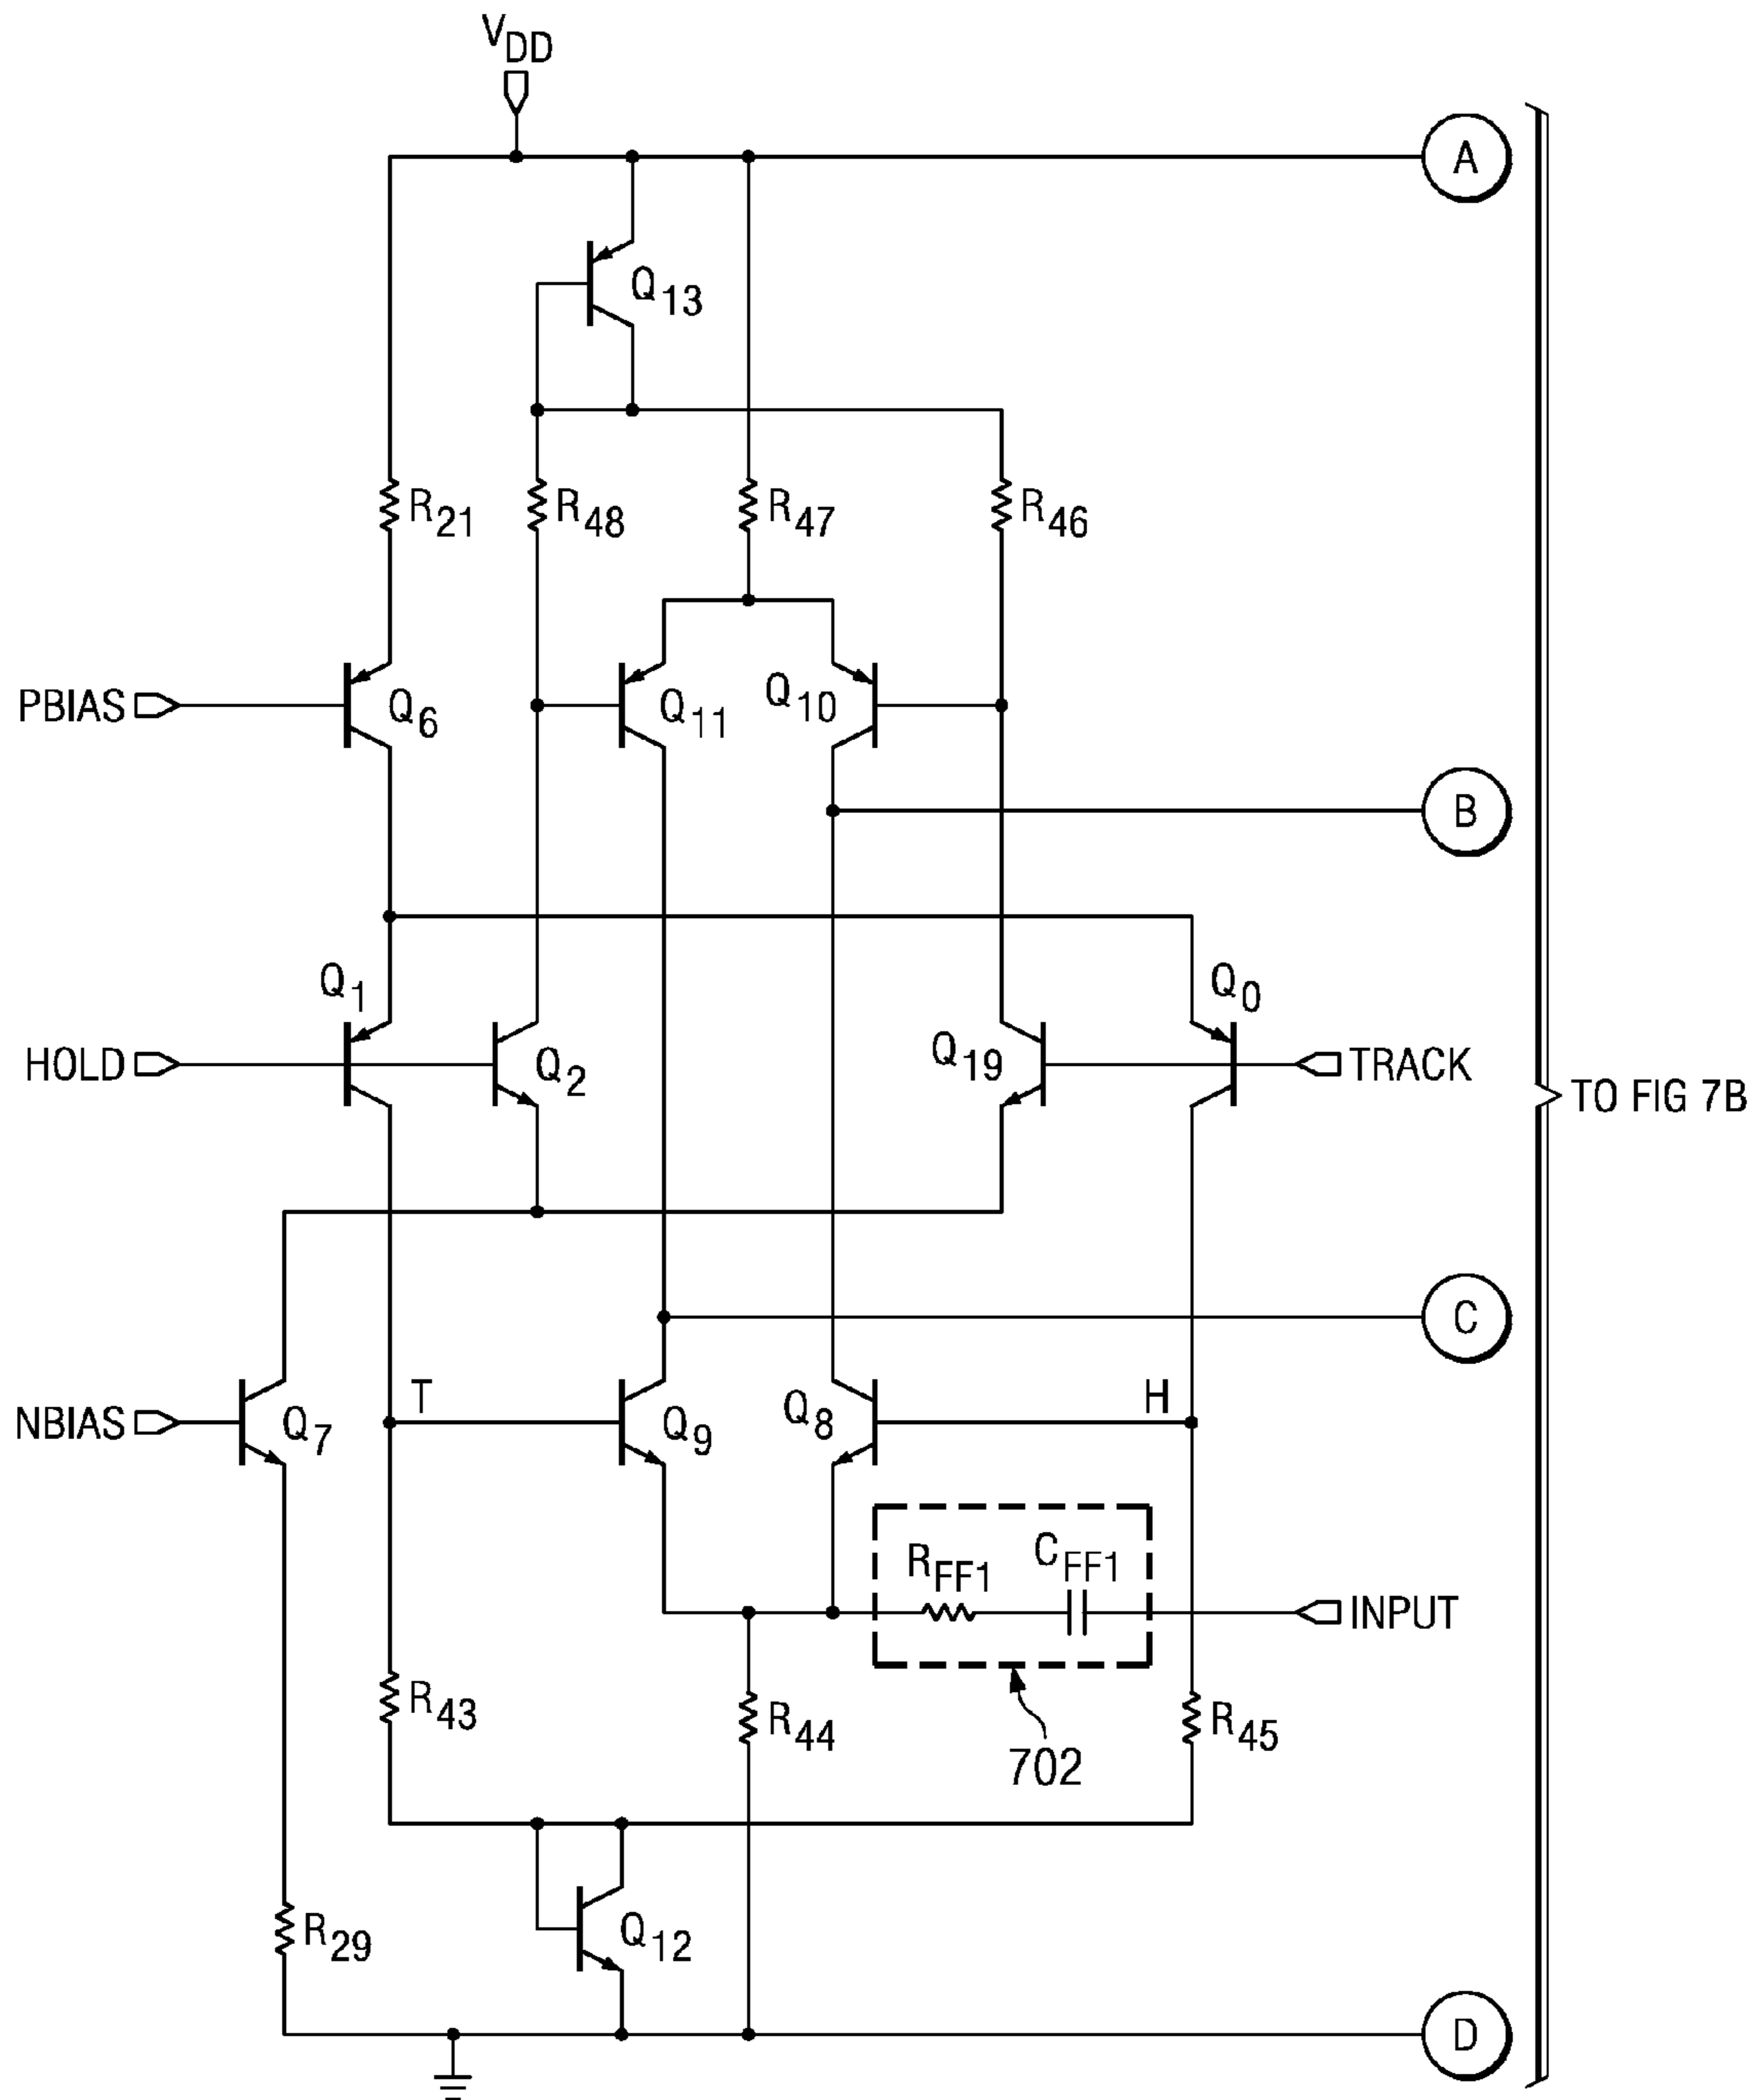 VDD
A
Q13
R21
R48
R47
R46
PBIAS
Q6
Q11
Q10
B
Q1
Q0
HOLD
Q2
Q19
TRACK
TO FIG 7B
C
T
H
NBIAS
Q7
Q9
Q8
RFF1
CFF1
INPUT
R43
R44
R45
702
R29
Q12
D